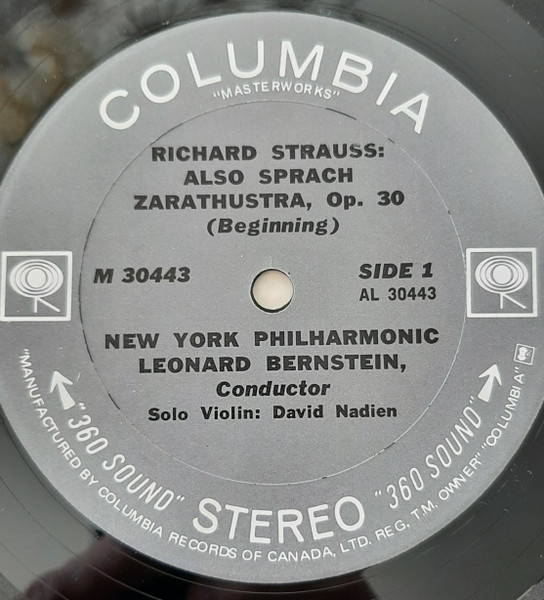 COLUMBIA
"MASTERWORKS"
RICHARD STRAUSS:
ALSO SPRACH
ZARATHUSTRA, Op. 30
(Beginning)
M 30443
SIDE 1
AL 30443
NEW YORK PHILHARMONIC
LEONARD BERNSTEIN,
Conductor
Solo Violin: David Nadien
"360 SOUND" STEREO "360 SOUND"
"MANUFACTURED BY COLUMBIA RECORDS OF CANADA, LTD. REG. T.M. OWNER" "COLUMBIA"